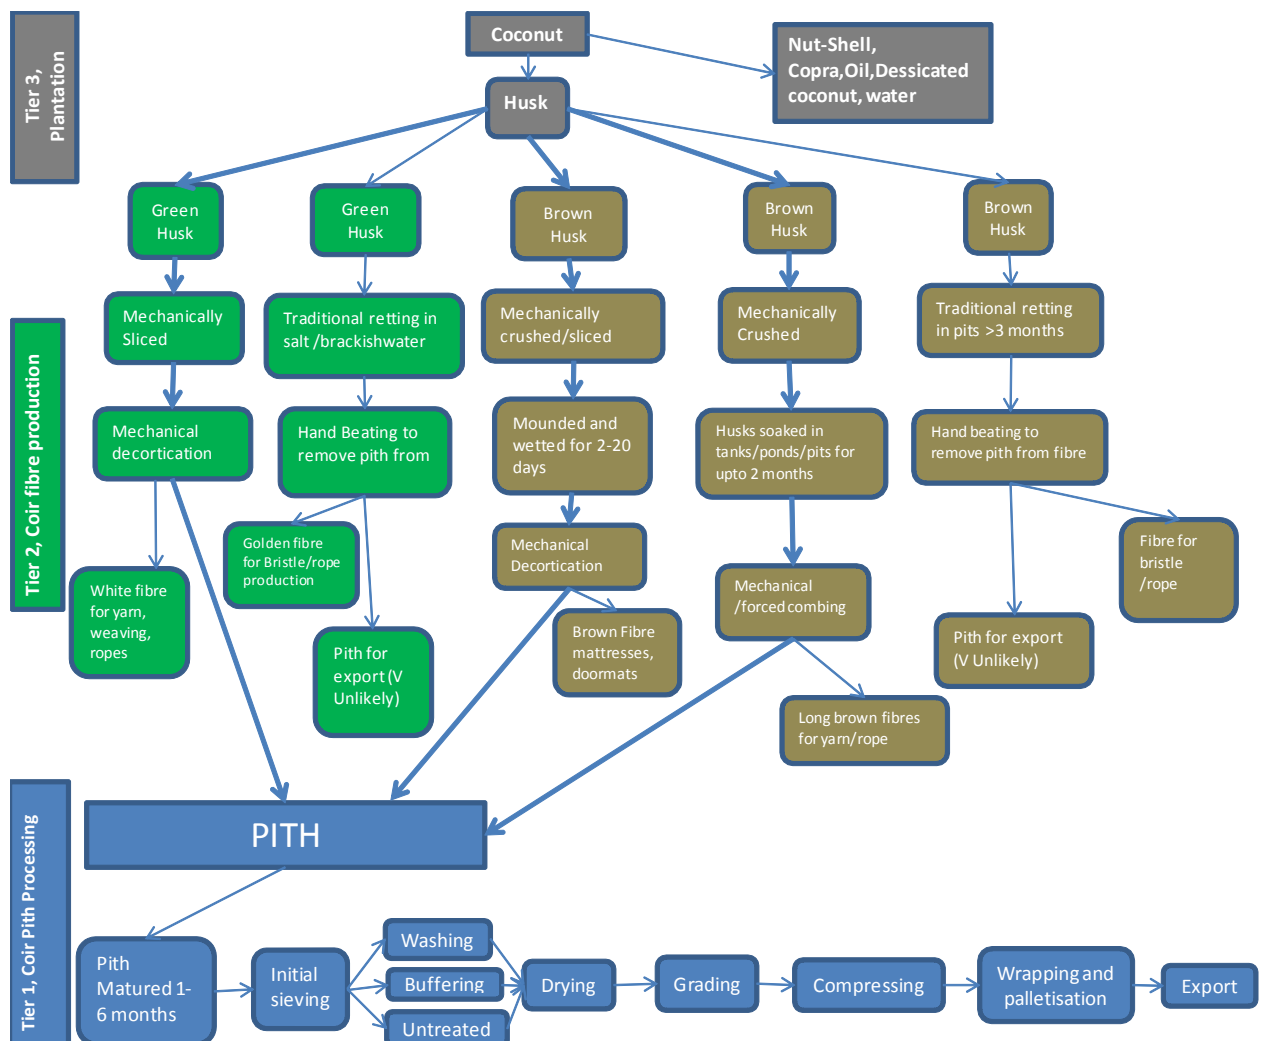 Tier 3,
Plantation
Coconut
Nut-Shell,
Copra,Oil,Dessicated
coconut, water
Husk
Green
Husk
Green
Husk
Brown
Husk
Brown
Husk
Brown
Husk
Tier 2, Coir fibre production
Mechanically
Sliced
Traditional retting in
salt /brackishwater
Mechanically
crushed/sliced
Mechanically
Crushed
Traditional retting
in pits >3 months
Mechanical
decortication
Hand Beating to
remove pith from
Mounded and
wetted for 2-20
days
Husks soaked in
tanks/ponds/pits for
upto 2 months
Hand beating to
remove pith from fibre
White fibre
for yarn,
weaving,
ropes
Golden fibre
for Bristle/rope
production
Pith for
export (V
Unlikely)
Mechanical
Decortication
Brown Fibre
mattresses,
doormats
Mechanical
/forced combing
Long brown fibres
for yarn/rope
Pith for export
(V Unlikely)
Fibre for
bristle
/rope
Tier 1, Coir Pith Processing
PITH
Pith
Matured 1-
6 months
Initial
sieving
Washing
Buffering
Untreated
Drying
Grading
Compressing
Wrapping and
palletisation
Export